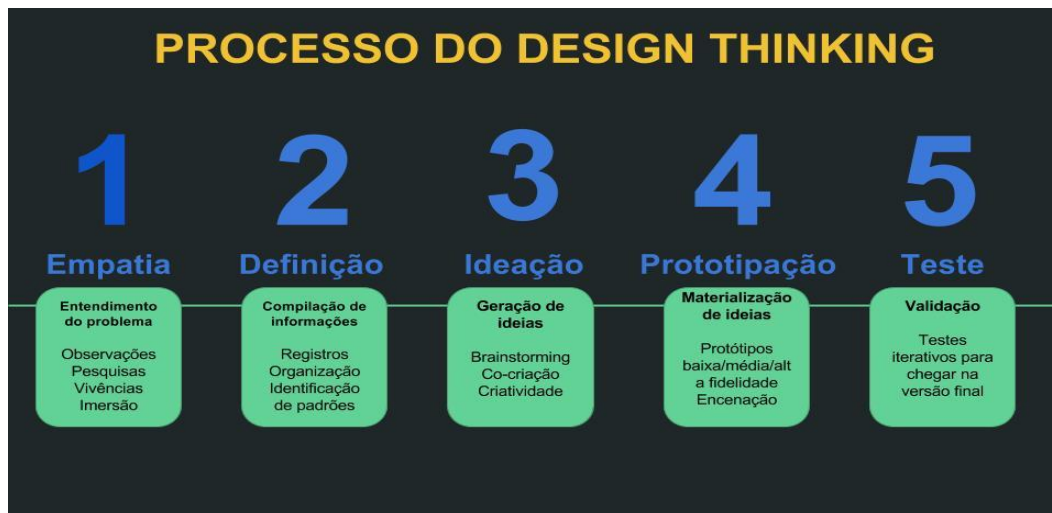 PROCESSO DO DESIGN THINKING
1
Empatia
Entendimento
do problema
Observações
Pesquisas
Vivências
Imersão
2
Definição
Compilação de
informações
Registros
Organização
Identificação
de padrões
3
Ideação
Geração de
ideias
Brainstorming
Co-criação
Criatividade
4
Prototipação
Materialização
de ideias
Protótipos
baixa/média/alt
a fidelidade
Encenação
5
Teste
Validação
Testes
iterativos para
chegar na
versão final